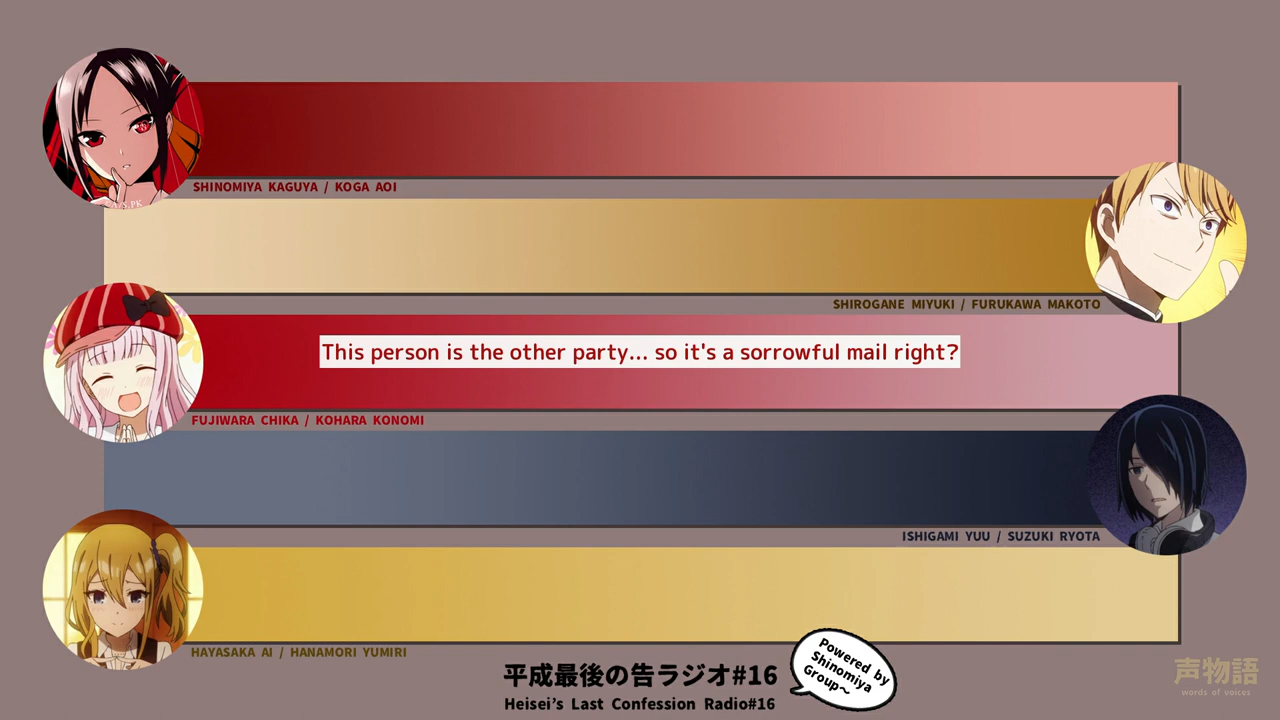 SHINOMIYA KAGUYA / KOGA AOI
SHIROGANE MIYUKI / FURUKAWA MAKOTO
This person is the other party... so it's a sorrowful mail right?
FUJIWARA CHIKA / KOHARA KONOMI
ISHIGAMI YUU / SUZUKI RYOTA
HAYASAKA AI / HANAMORI YUMIRI
平成最後の告ラジオ#16
Heisei's Last Confession Radio#16
Powered by
Shinomiya
Group~
声物語
words of voices